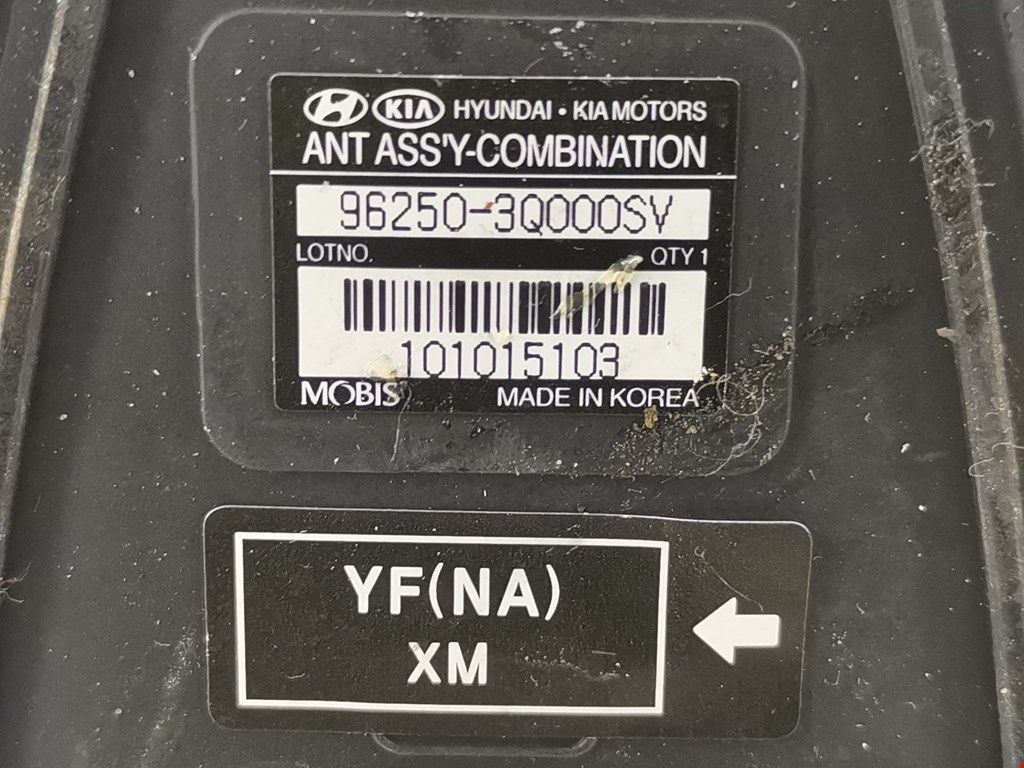 KIA HYUNDAI • KIA MOTORS
ANT ASS'Y-COMBINATION
96250-3Q000SV
LOTNO. QTY 1
101015103
MOBIS MADE IN KOREA
YF(NA)
XM